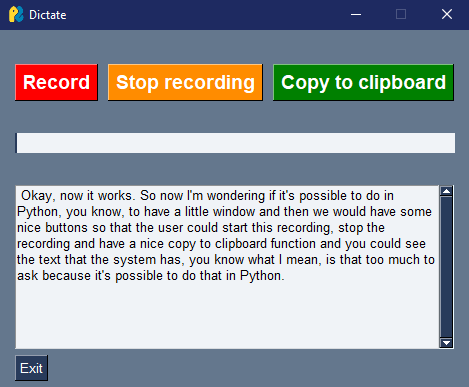 Dictate
Record Stop recording Copy to clipboard
Okay, now it works. So now I'm wondering if it's possible to do in
Python, you know, to have a little window and then we would have some
nice buttons so that the user could start this recording, stop the
recording and have a nice copy to clipboard function and you could see
the text that the system has, you know what I mean, is that too much to
ask because it's possible to do that in Python.
Exit